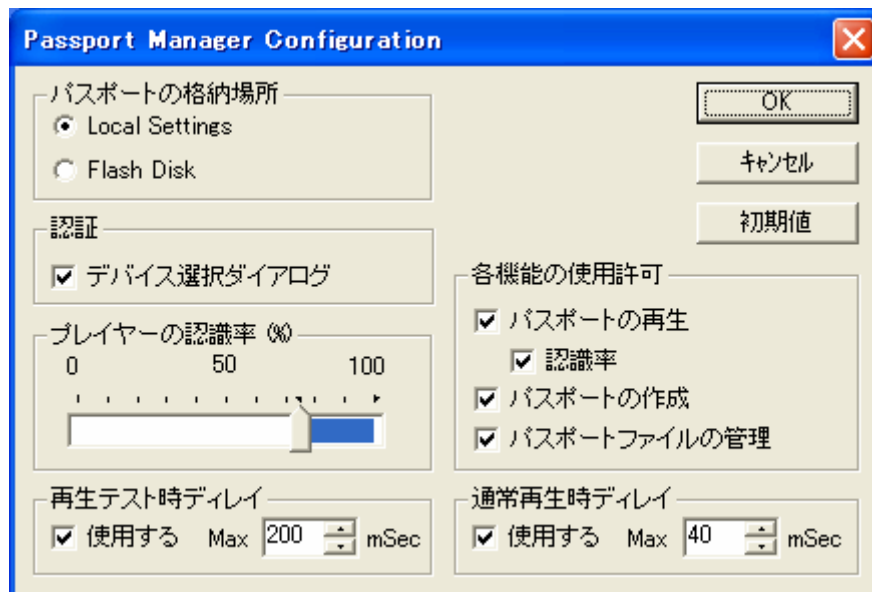 Passport Manager Configuration
パスポートの格納場所
Local Settings
Flash Disk
OK
キャンセル
初期値
認証
デバイス選択ダイアログ
プレイヤーの認識率 (%)
0 50 100
各機能の使用許可
パスポートの再生
認識率
パスポートの作成
パスポートファイルの管理
再生テスト時ディレイ
使用する Max 200 mSec
通常再生時ディレイ
使用する Max 40 mSec